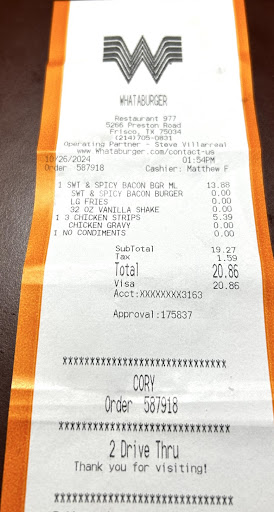 WHATABURGER
Restaurant 977
5266 Preston Road
Frisco, TX 75034
(214)705-0831
Operating Partner - Steve Villarreal
www.Whataburger.com/contact-us
10/26/2024 01:54PM
Order 587918 Cashier: Matthew F
1 SWT & SPICY BACON BGR ML 13.88
SWT & SPICY BACON BURGER 0.00
LG FRIES 0.00
32 OZ VANILLA SHAKE 0.00
1 3 CHICKEN STRIPS 5.39
CHICKEN GRAVY 0.00
1 NO CONDIMENTS 0.00
SubTotal 19.27
Tax 1.59
Total 20.86
Visa 20.86
Acct:XXXXXXXX3163
Approval:175837
XXXXXXXXXXXXXXXXXXXXXXXXXX
CORY
Order 587918
XXXXXXXXXXXXXXXXXXXXXXXXXX
2 Drive Thru
Thank you for visiting!
XXXXXXXXXXXXXXXXXXXXXXXXXX